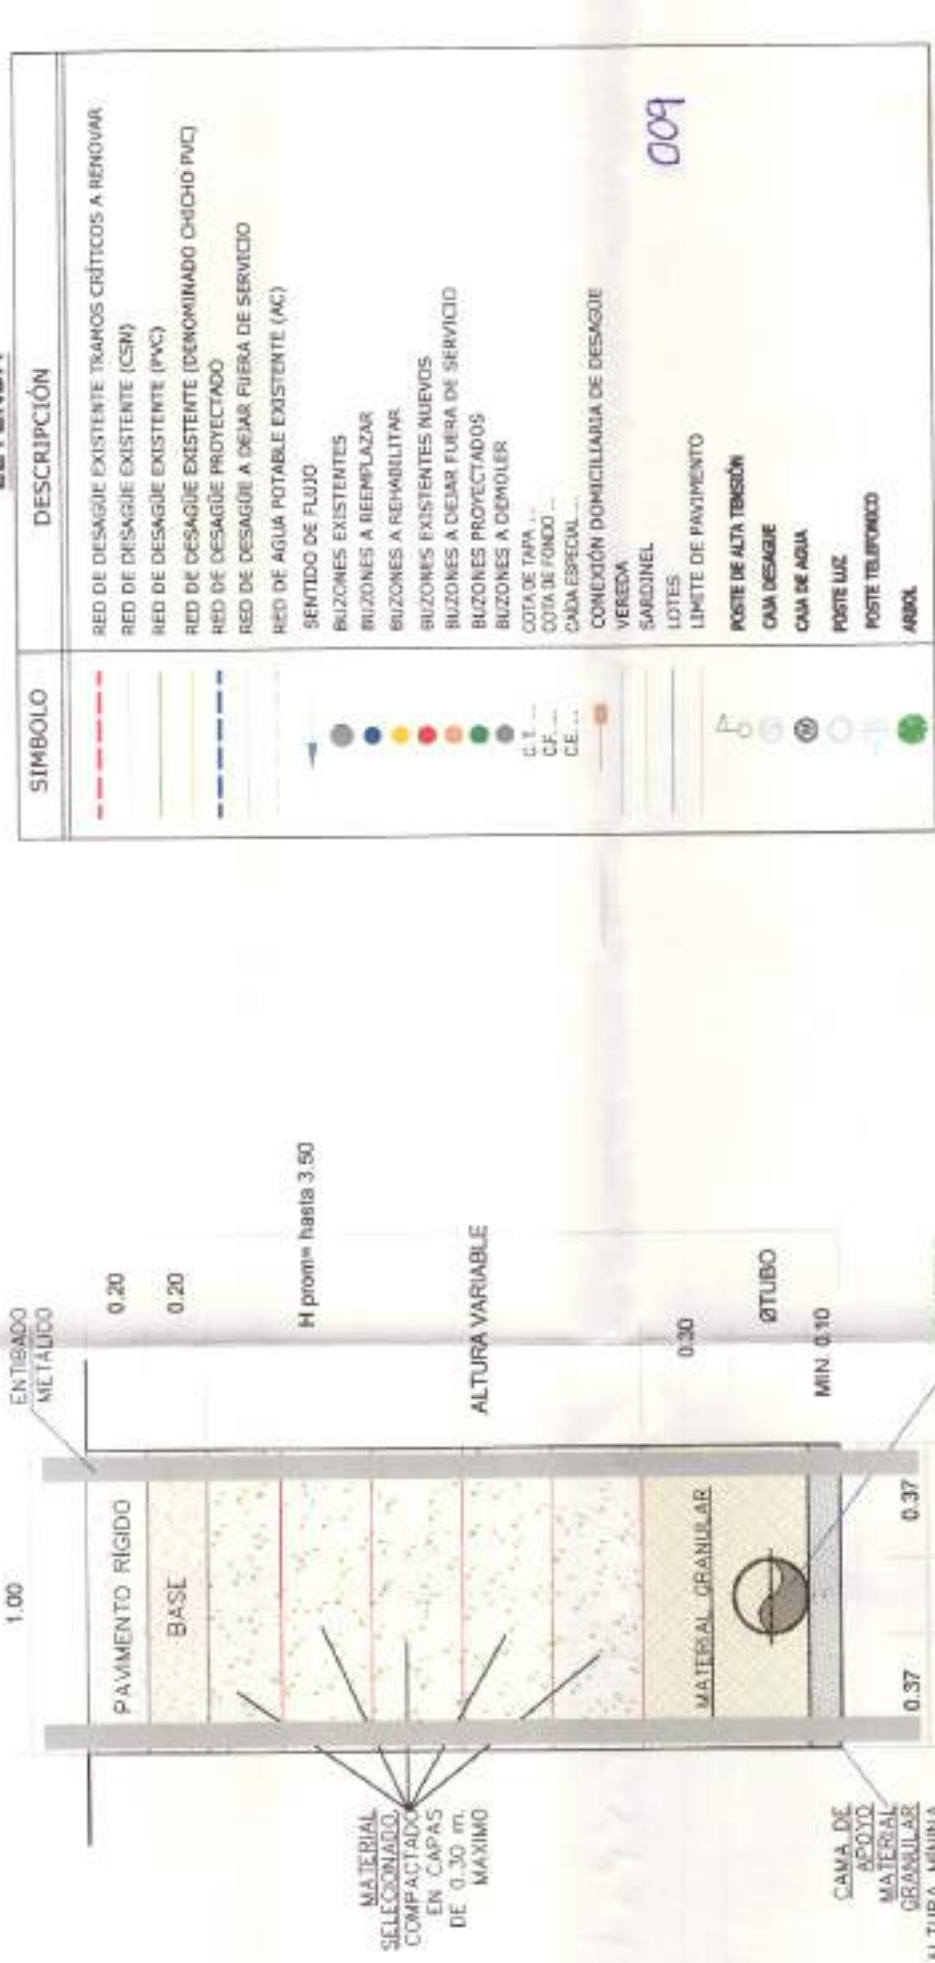 LEYENDA
SIMBOLO
DESCRIPCIÓN
RED DE DESAGÜE EXISTENTE TRAMOS CRÍTICOS A RENOVAR
RED DE DESAGÜE EXISTENTE (CSN)
RED DE DESAGÜE EXISTENTE (PVC)
RED DE DESAGÜE EXISTENTE (DENOMINADO CHICHO PVC)
RED DE DESAGÜE PROYECTADO
RED DE DESAGÜE A DEJAR FUERA DE SERVICIO
RED DE AGUA POTABLE EXISTENTE (AC)
SENTIDO DE FLUJO
BUZONES EXISTENTES
BUZONES A REEMPLAZAR
BUZONES A REHABILITAR
BUZONES EXISTENTES NUEVOS
BUZONES A DEJAR FUERA DE SERVICIO
BUZONES PROYECTADOS
BUZONES A DEMOLER
C.T. ...
COTA DE TAPA ...
C.F. ...
COTA DE FONDO ...
C.E. ...
CAÍDA ESPECIAL ...
CONEXIÓN DOMICILIARIA DE DESAGÜE
VEREDA
SARDINEL
LOTES
LIMITE DE PAVIMENTO
POSTE DE ALTA TENSIÓN
CAJA DESAGUE
CAJA DE AGUA
POSTE LUZ
POSTE TELEFONICO
ARBOL
009
1.00
ENTIBADO
METÁLICO
PAVIMENTO RÍGIDO
0.20
BASE
0.20
H prom= hasta 3.50
MATERIAL
SELECIONADO,
COMPACTADO
EN CAPAS
DE 0.30 m.
MAXIMO
ALTURA VARIABLE
MATERIAL GRANULAR
0.30
ØTUBO
MIN. 0.10
CAMA DE
APOYO
MATERIAL
GRANULAR
ALTURA MÍNINA
0.37
0.37